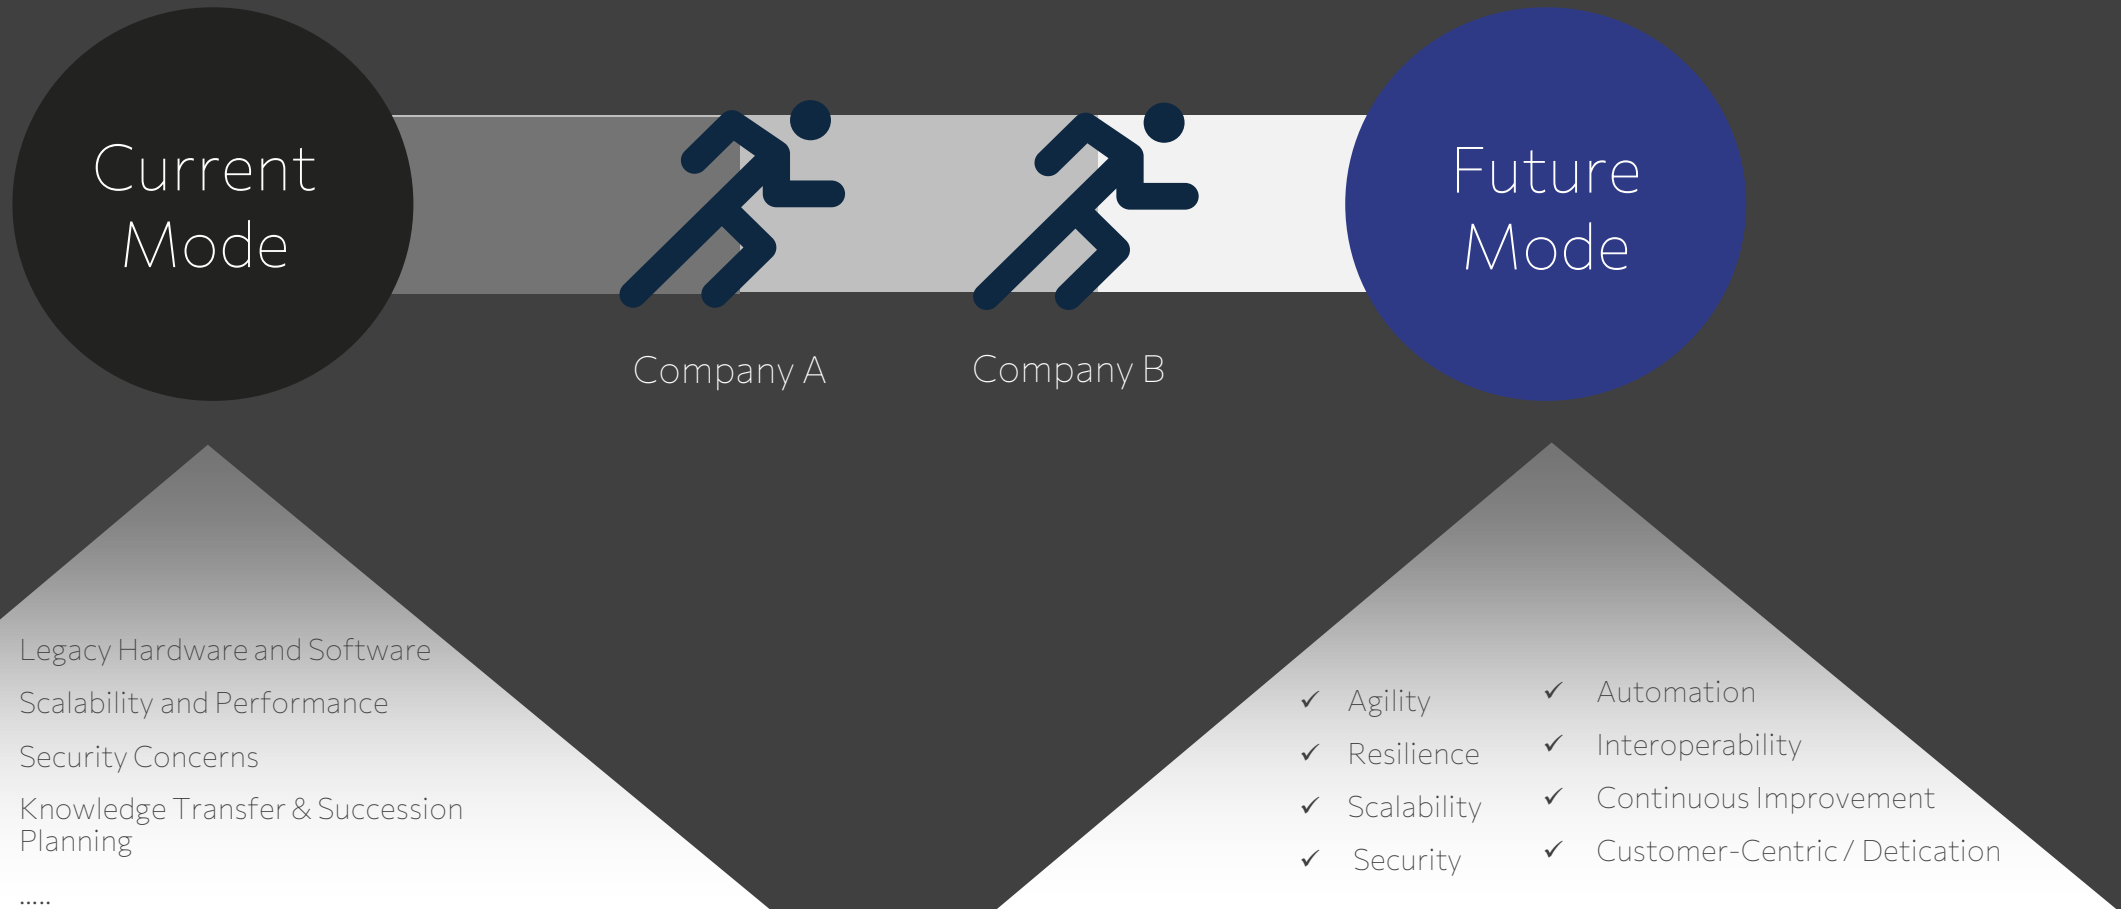 Current
Mode
Future
Mode
Company A
Company B
Legacy Hardware and Software
Scalability and Performance
Security Concerns
Knowledge Transfer & Succession
Planning
.....
✓ Agility
✓ Resilience
✓ Scalability
✓ Security
✓ Automation
✓ Interoperability
✓ Continuous Improvement
✓ Customer-Centric / Detication